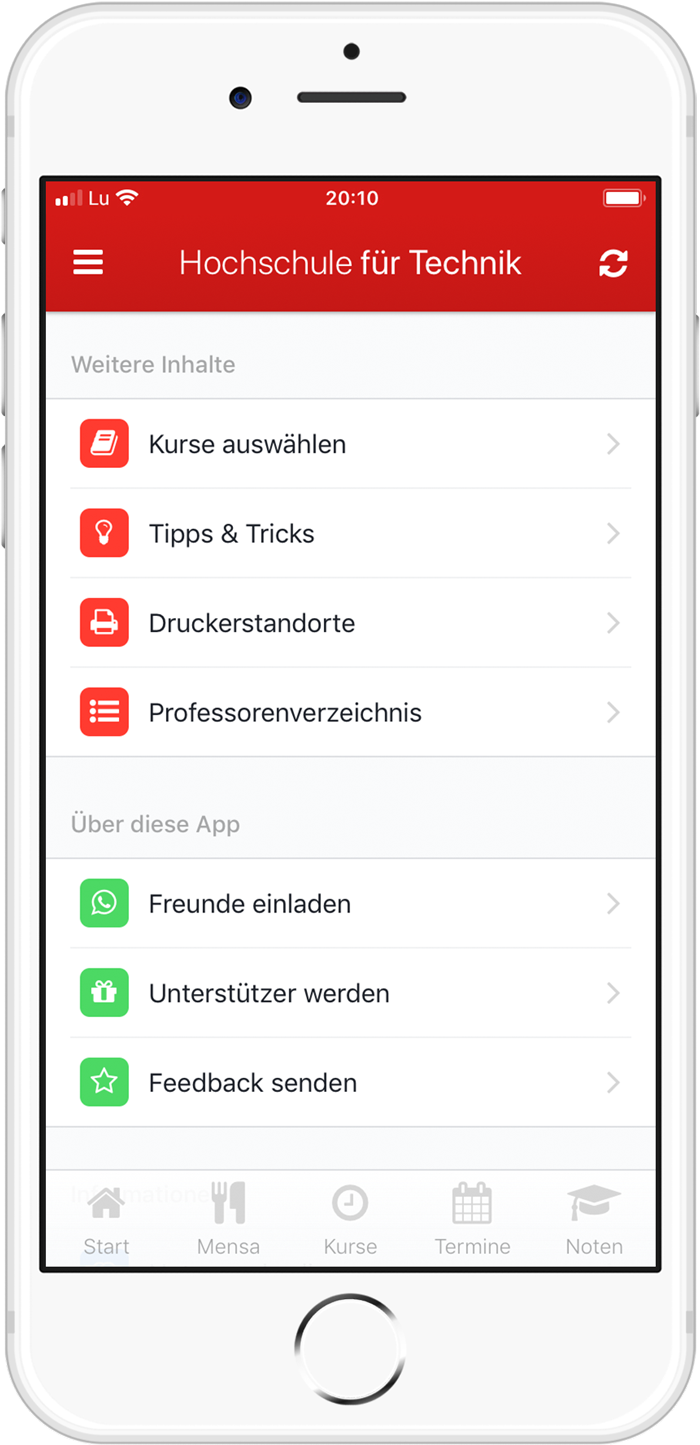 Lu 20:10
Hochschule für Technik
Weitere Inhalte
Kurse auswählen
Tipps & Tricks
Druckerstandorte
Professorenverzeichnis
Über diese App
Freunde einladen
Unterstützer werden
Feedback senden
Start Mensa Kurse Termine Noten